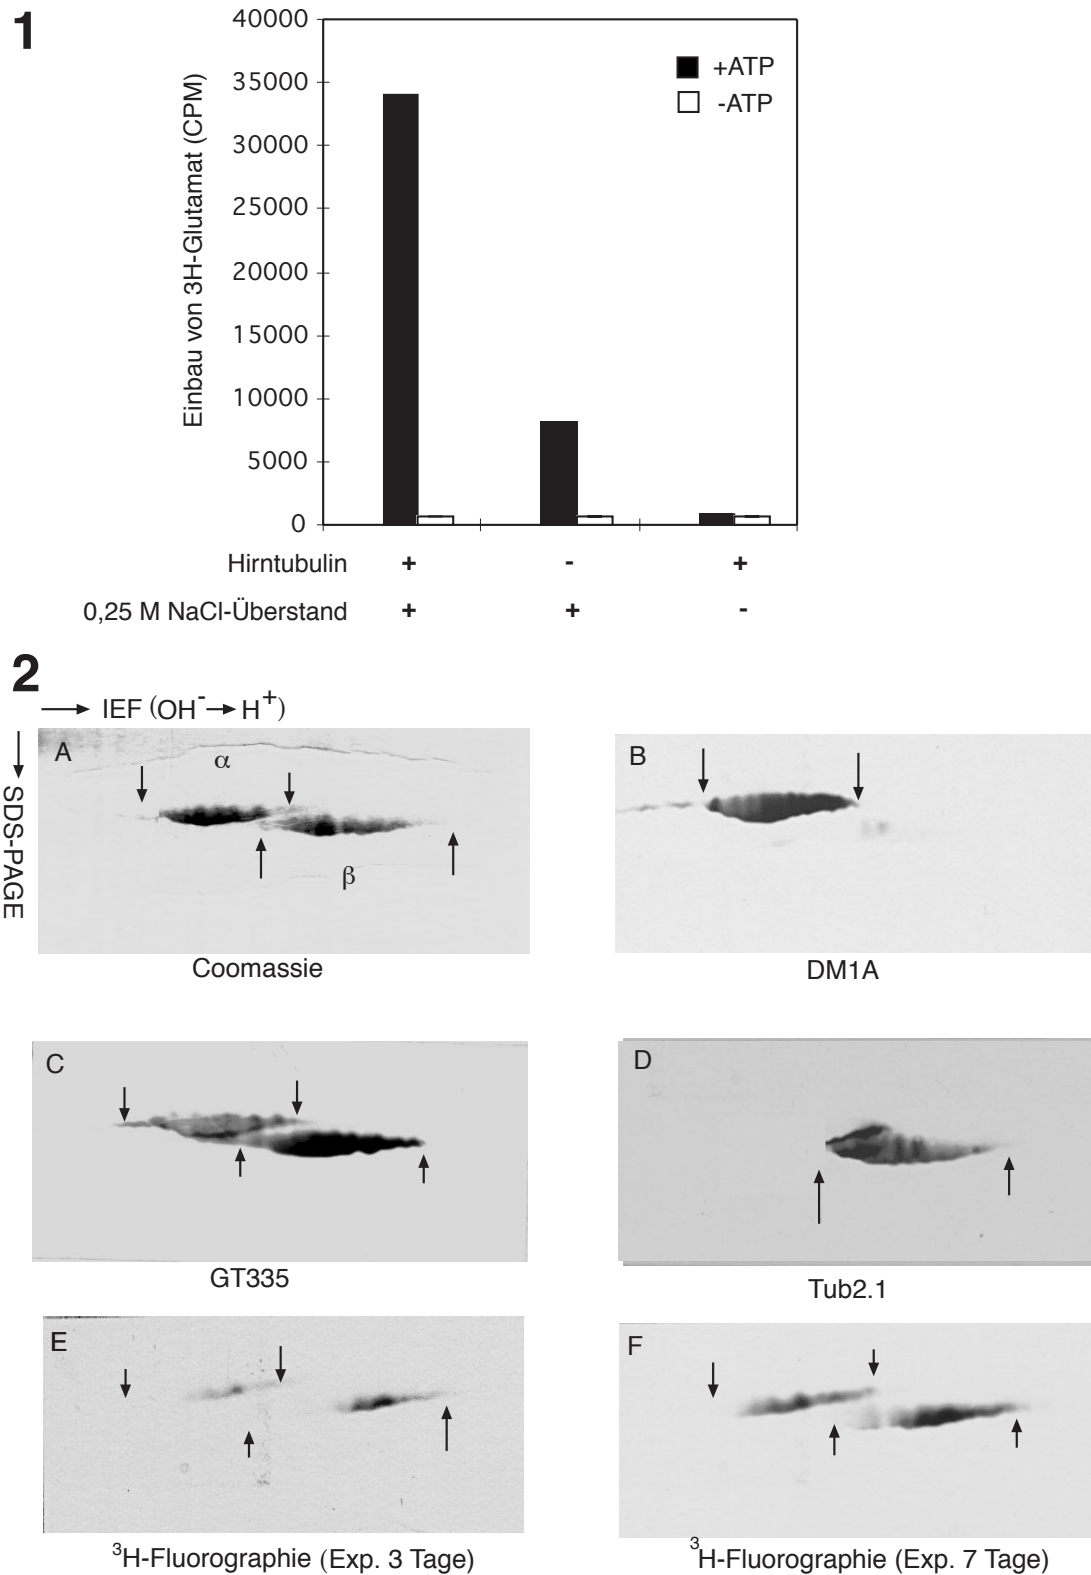 1
40000
35000
30000
25000
20000
15000
10000
5000
0
Einbau von 3H-Glutamat (CPM)
+ATP
-ATP
Hirntubulin + - +
0,25 M NaCl-Überstand + + -
2
IEF (OH⁻→H⁺)
SDS-PAGE
A
α
β
Coomassie
B
DM1A
C
GT335
D
Tub2.1
E
³H-Fluorographie (Exp. 3 Tage)
F
³H-Fluorographie (Exp. 7 Tage)